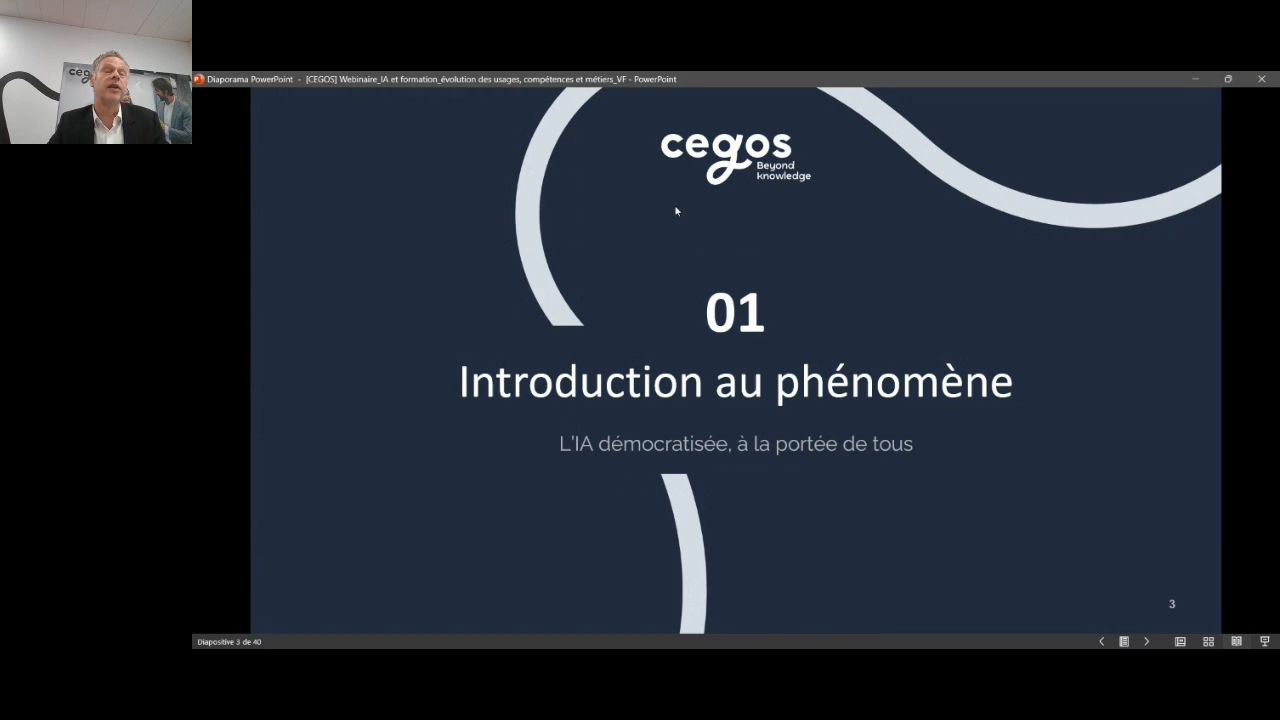 Diaporama PowerPoint - [CEGOS] Webinaire_IA et formation_évolution des usages, compétences et métiers_VF - PowerPoint
cegos
Beyond
knowledge
01
Introduction au phénomène
L'IA démocratisée, à la portée de tous
3
Diapositive 3 de 40